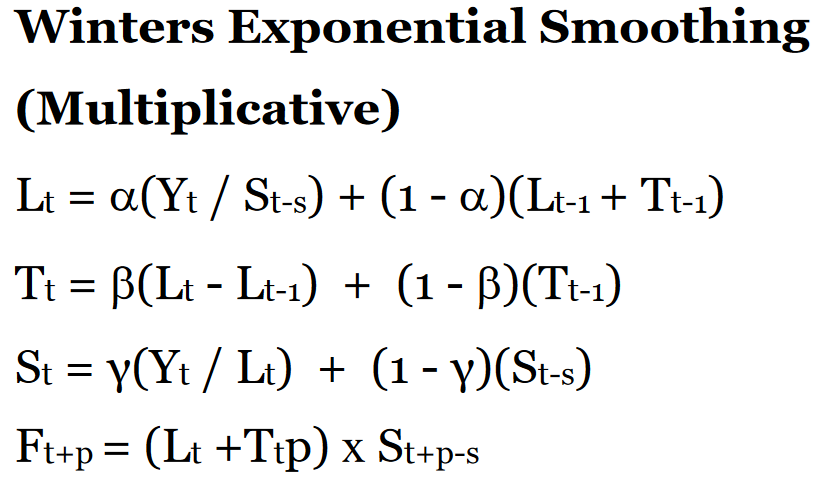 Winters Exponential Smoothing
(Multiplicative)
Lt = α(Yt / St-s) + (1 - α)(Lt-1 + Tt-1)
Tt = β(Lt - Lt-1) + (1 - β)(Tt-1)
St = γ(Yt / Lt) + (1 - γ)(St-s)
Ft+p = (Lt +Ttp) x St+p-s